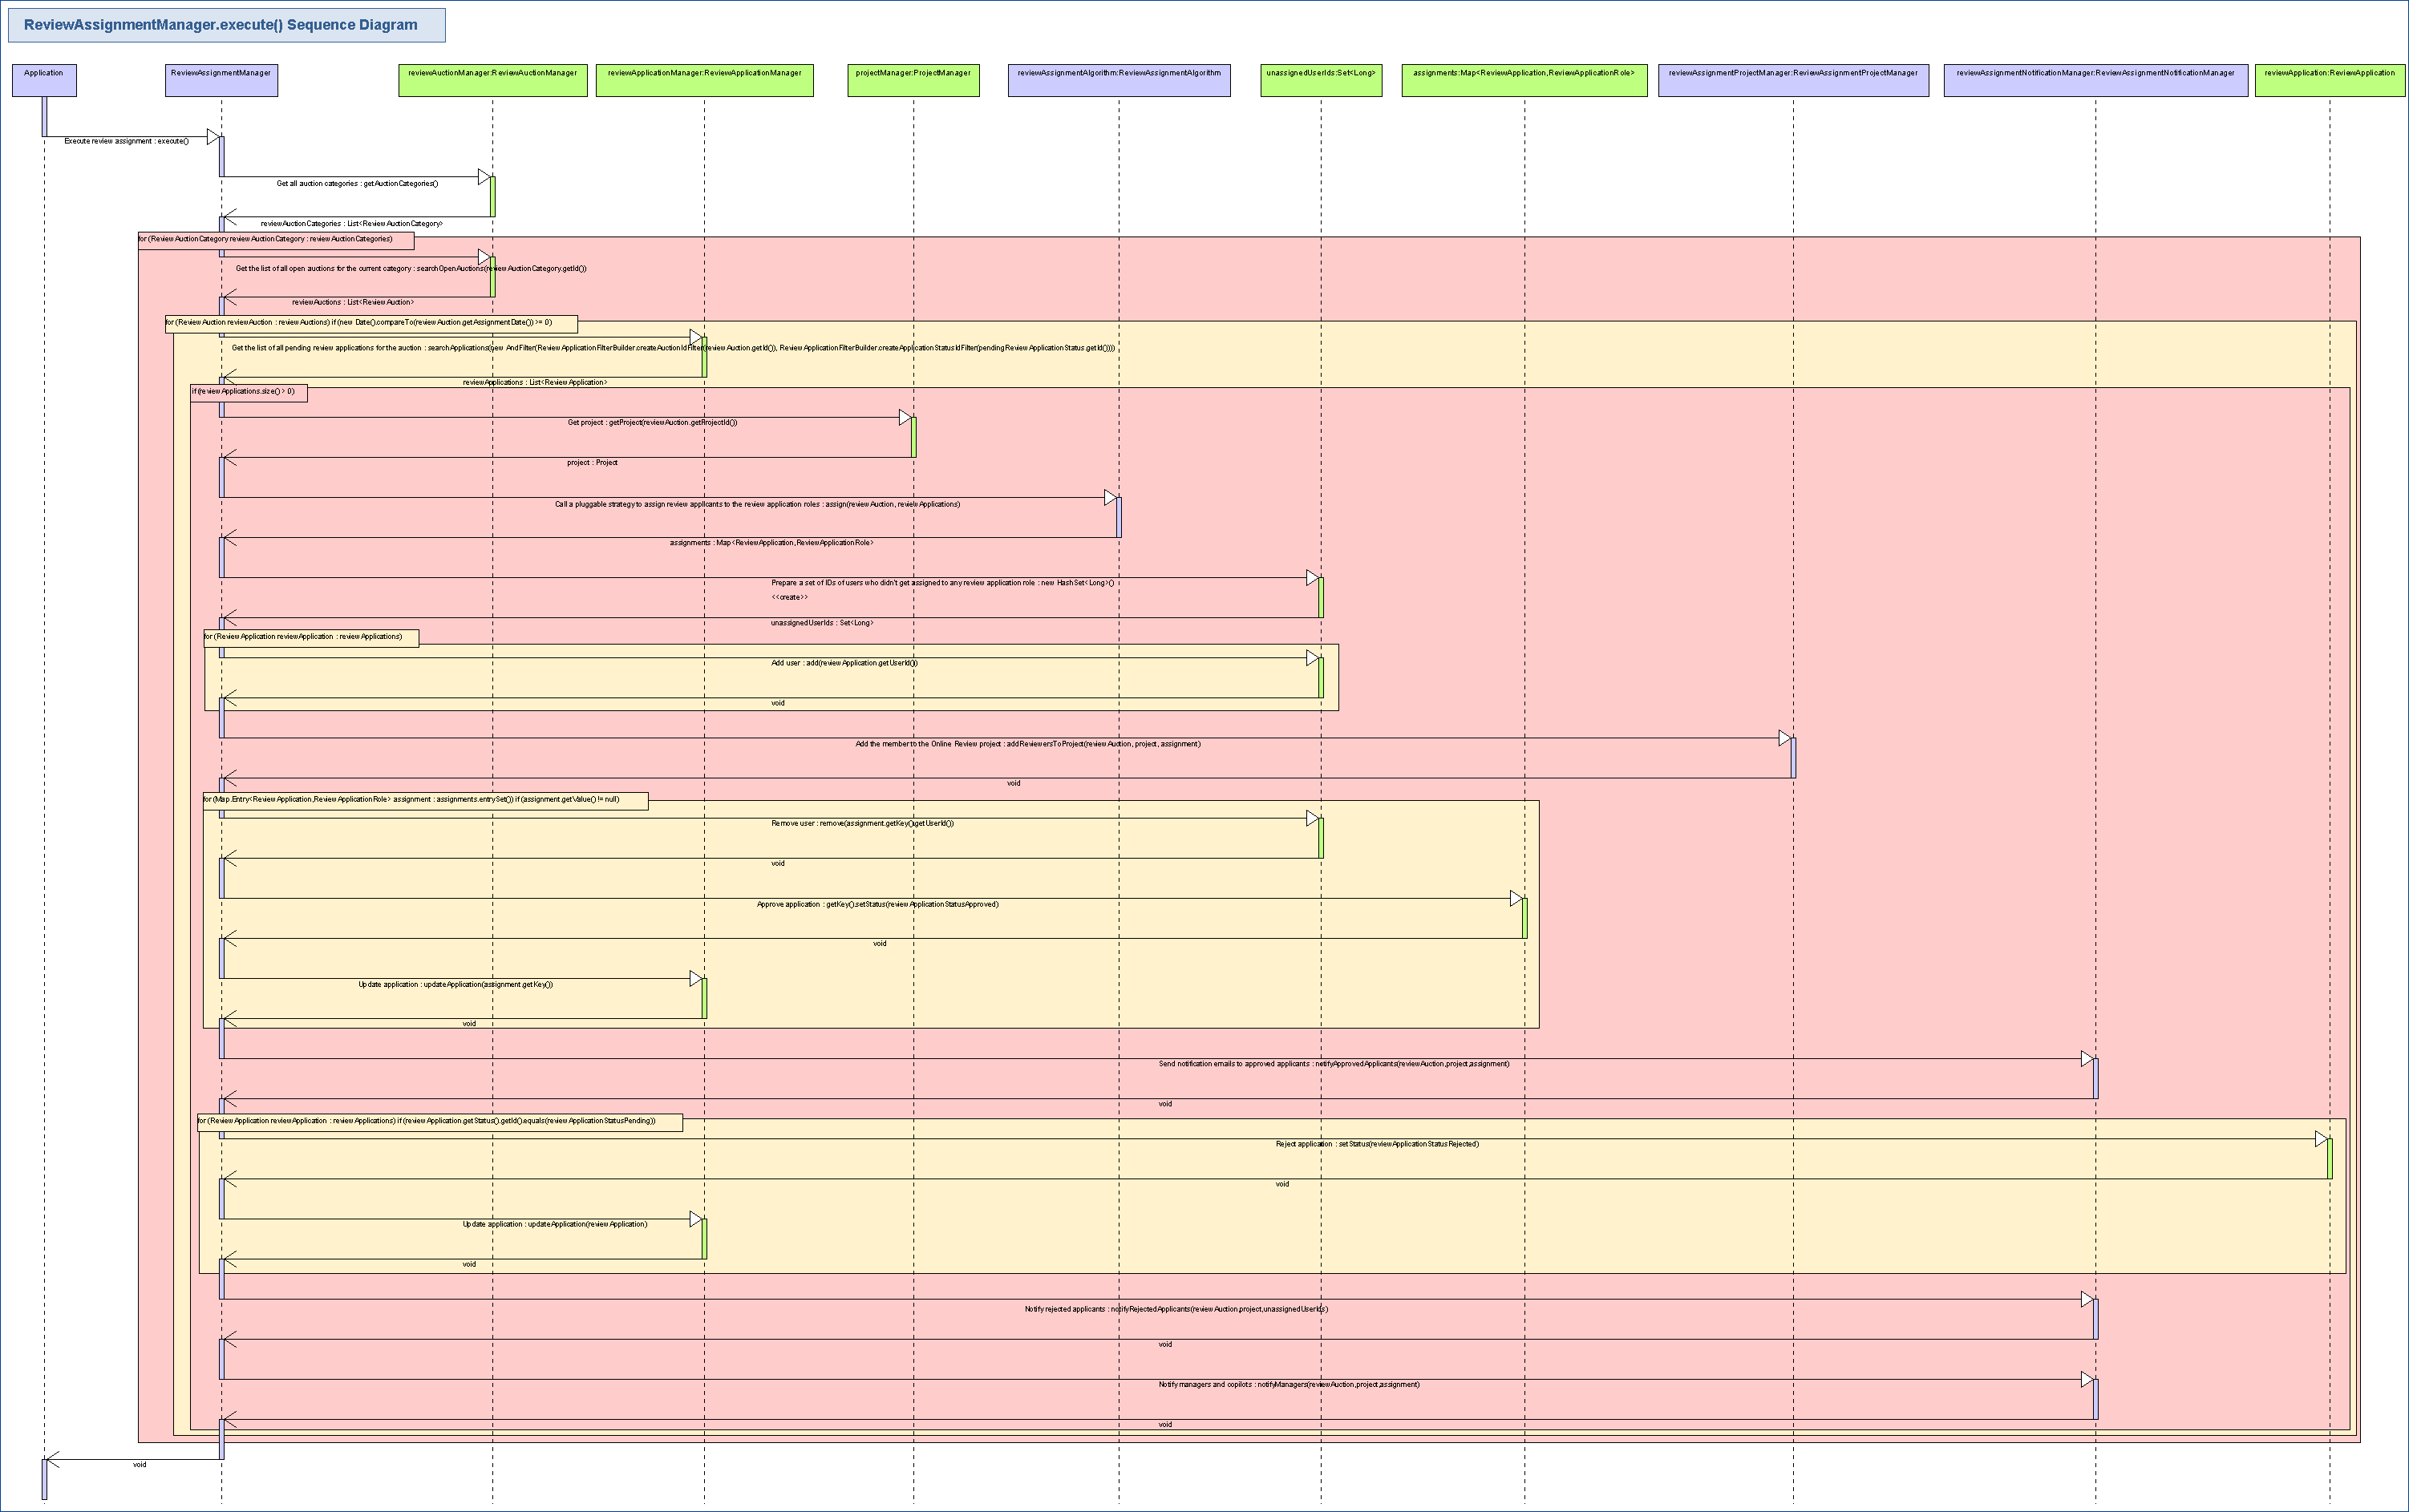 ReviewAssignmentManager.execute() Sequence Diagram
Application
ReviewAssignmentManager
reviewAuctionManager:ReviewAuctionManager
reviewApplicationManager:ReviewApplicationManager
projectManager:ProjectManager
reviewAssignmentAlgorithm:ReviewAssignmentAlgorithm
unassignedUserIds:Set<Long>
assignments:Map<ReviewApplication,ReviewApplicationRole>
reviewAssignmentProjectManager:ReviewAssignmentProjectManager
reviewAssignmentNotificationManager:ReviewAssignmentNotificationManager
reviewApplication:ReviewApplication
Execute review assignment : execute()
Get all auction categories : getAuctionCategories()
reviewAuctionCategories : List<ReviewAuctionCategory>
for (ReviewAuctionCategory reviewAuctionCategory : reviewAuctionCategories)
Get the list of all open auctions for the current category : searchOpenAuctions(reviewAuctionCategory.getId())
reviewAuctions : List<ReviewAuction>
for (ReviewAuction reviewAuction : reviewAuctions) if (new Date().compareTo(reviewAuction.getAssignmentDate()) >= 0)
Get the list of all pending review applications for the auction : searchApplications(new AndFilter(ReviewApplicationFilterBuilder.createAuctionIdFilter(reviewAuction.getId()), ReviewApplicationFilterBuilder.createApplicationStatusIdFilter(pendingReviewApplicationStatus.getId())))
reviewApplications : List<ReviewApplication>
if (reviewApplications.size() > 0)
Get project : getProject(reviewAuction.getProjectId())
project : Project
Call a pluggable strategy to assign review applicants to the review application roles : assign(reviewAuction, reviewApplications)
assignments : Map<ReviewApplication,ReviewApplicationRole>
Prepare a set of IDs of users who didn't get assigned to any review application role : new HashSet<Long>()
<<create>>
unassignedUserIds : Set<Long>
for (ReviewApplication reviewApplication : reviewApplications)
Add user : add(reviewApplication.getUserId())
void
Add the member to the Online Review project : addReviewersToProject(reviewAuction, project, assignment)
void
for (Map.Entry<ReviewApplication,ReviewApplicationRole> assignment : assignments.entrySet()) if (assignment.getValue() != null)
Remove user : remove(assignment.getKey().getUserId())
void
Approve application : getKey().setStatus(reviewApplicationStatusApproved)
void
Update application : updateApplication(assignment.getKey())
void
Send notification emails to approved applicants : notifyApprovedApplicants(reviewAuction,project,assignment)
void
for (ReviewApplication reviewApplication : reviewApplications) if (reviewApplication.getStatus().getId().equals(reviewApplicationStatusPending))
Reject application : setStatus(reviewApplicationStatusRejected)
void
Update application : updateApplication(reviewApplication)
void
Notify rejected applicants : notifyRejectedApplicants(reviewAuction,project,unassignedUserIds)
void
Notify managers and copilots : notifyManagers(reviewAuction,project,assignment)
void
void